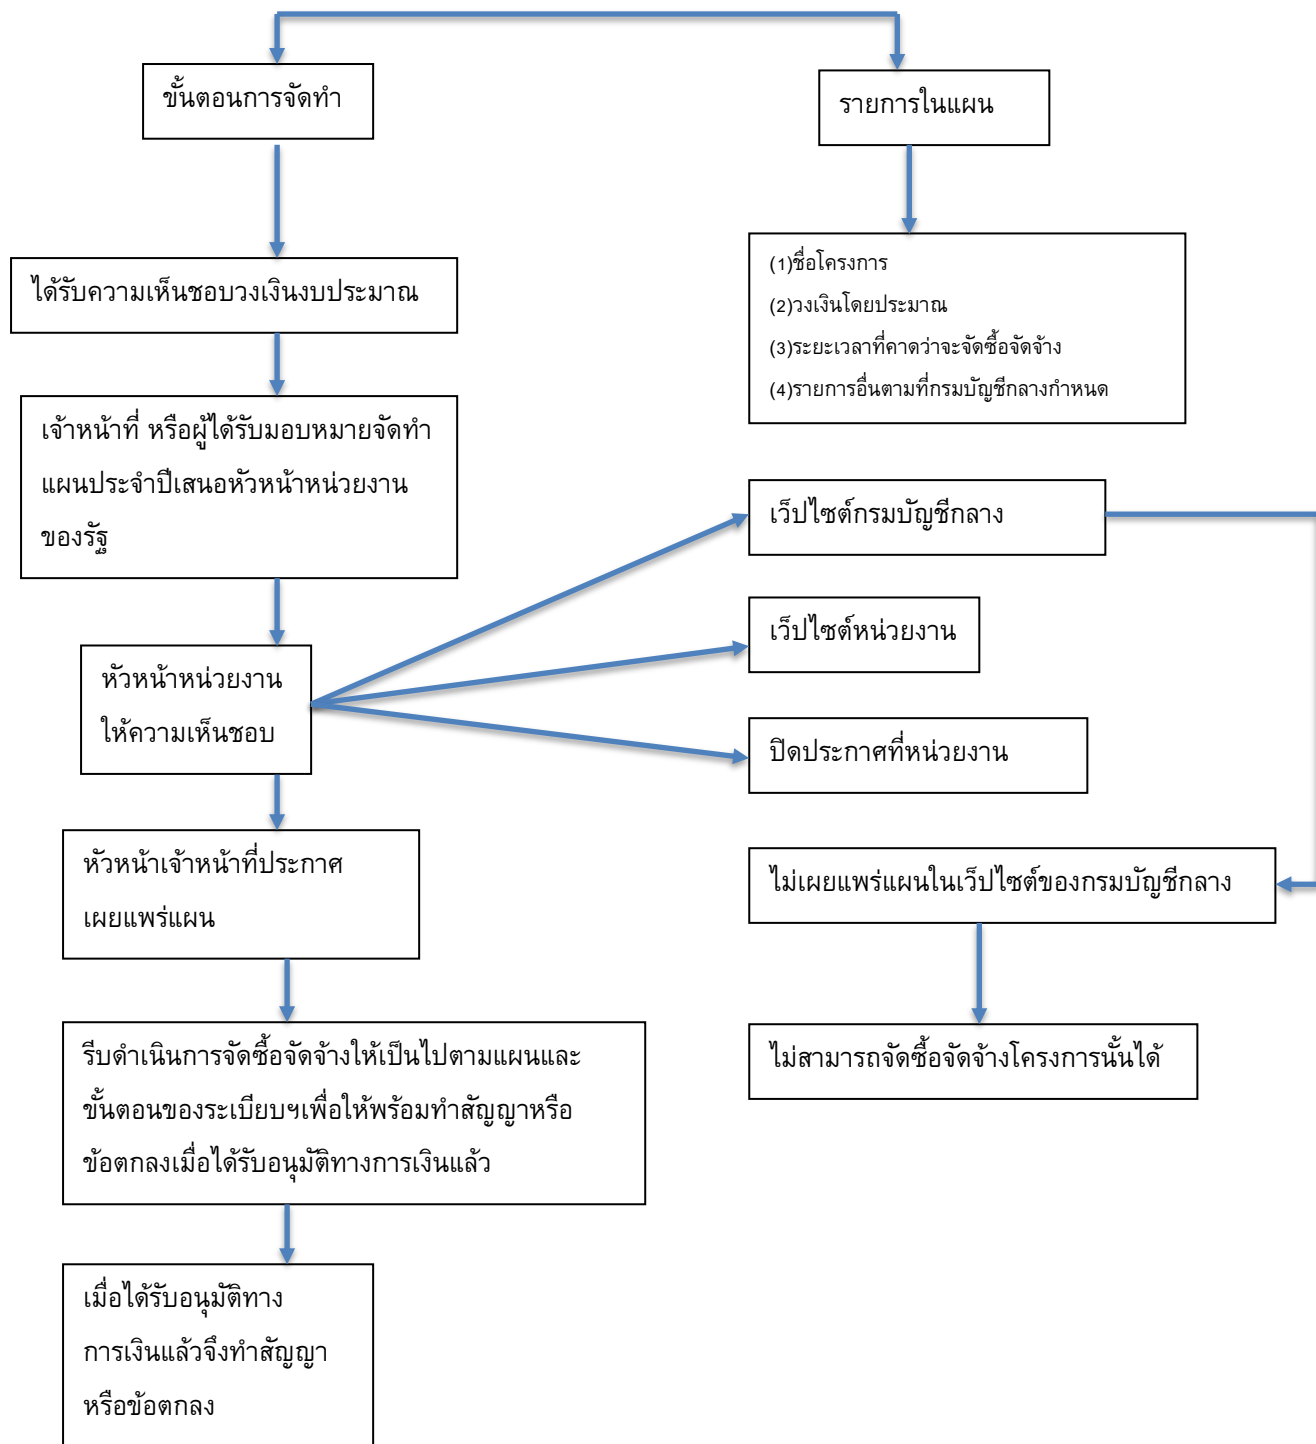 ขั้นตอนการจัดทำ
รายการในแผน
ได้รับความเห็นชอบวงเงินงบประมาณ
(1)ชื่อโครงการ
(2)วงเงินโดยประมาณ
(3)ระยะเวลาที่คาดว่าจะจัดซื้อจัดจ้าง
(4)รายการอื่นตามที่กรมบัญชีกลางกำหนด
เจ้าหน้าที่ หรือผู้ได้รับมอบหมายจัดทำ
แผนประจำปีเสนอหัวหน้าหน่วยงาน
ของรัฐ
เว็ปไซต์กรมบัญชีกลาง
เว็ปไซต์หน่วยงาน
หัวหน้าหน่วยงาน
ให้ความเห็นชอบ
ปิดประกาศที่หน่วยงาน
หัวหน้าเจ้าหน้าที่ประกาศ
เผยแพร่แผน
ไม่เผยแพร่แผนในเว็ปไซต์ของกรมบัญชีกลาง
รีบดำเนินการจัดซื้อจัดจ้างให้เป็นไปตามแผนและ
ขั้นตอนของระเบียบฯเพื่อให้พร้อมทำสัญญาหรือ
ข้อตกลงเมื่อได้รับอนุมัติทางการเงินแล้ว
ไม่สามารถจัดซื้อจัดจ้างโครงการนั้นได้
เมื่อได้รับอนุมัติทาง
การเงินแล้วจึงทำสัญญา
หรือข้อตกลง